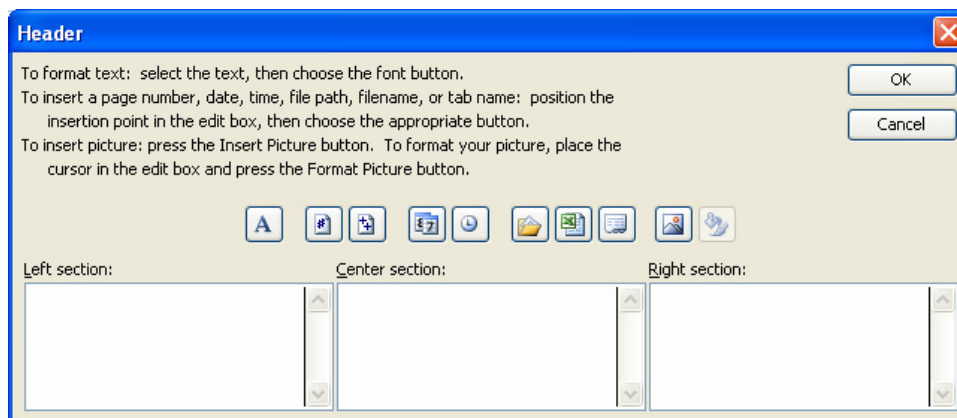 Header
To format text: select the text, then choose the font button.
To insert a page number, date, time, file path, filename, or tab name: position the
insertion point in the edit box, then choose the appropriate button.
To insert picture: press the Insert Picture button. To format your picture, place the
cursor in the edit box and press the Format Picture button.
OK
Cancel
A
#
Left section:
Center section:
Right section: